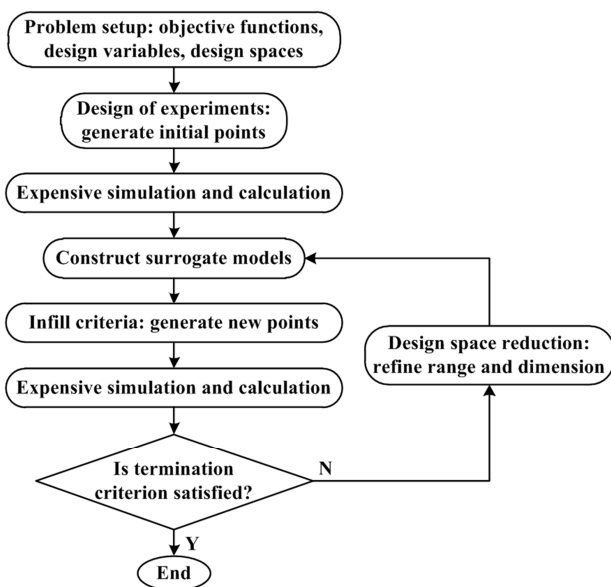 Problem setup: objective functions,
design variables, design spaces
Design of experiments:
generate initial points
Expensive simulation and calculation
Construct surrogate models
Infill criteria: generate new points
Design space reduction:
refine range and dimension
Expensive simulation and calculation
Is termination
criterion satisfied?
N
Y
End